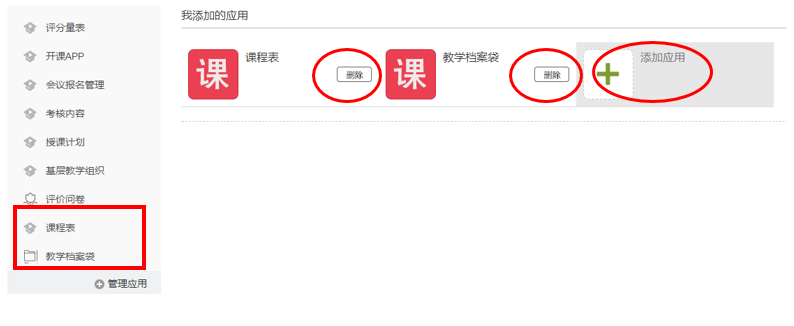 我添加的应用
评分量表
开课APP
会议报名管理
考核内容
授课计划
基层教学组织
评价问卷
课程表
教学档案袋
管理应用
课 课程表 删除
课 教学档案袋 删除
添加应用